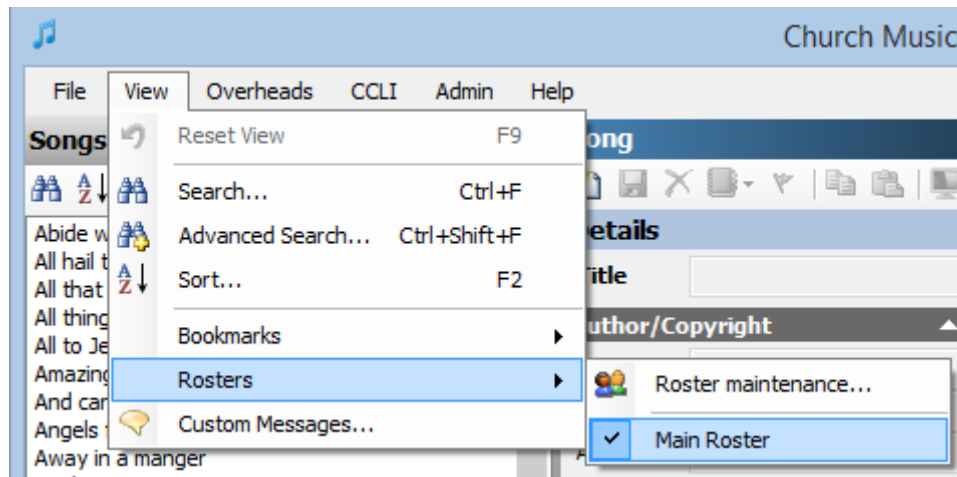 Church Music
File View Overheads CCLI Admin Help
Songs
Reset View F9
Search... Ctrl+F
Advanced Search... Ctrl+Shift+F
Sort... F2
Bookmarks
Rosters
Custom Messages...
Abide w
All hail t
All that
All thing
All to Je
Amazing
And can
Angels
Away in a manger
ong
etails
itle
uthor/Copyright
Roster maintenance...
Main Roster